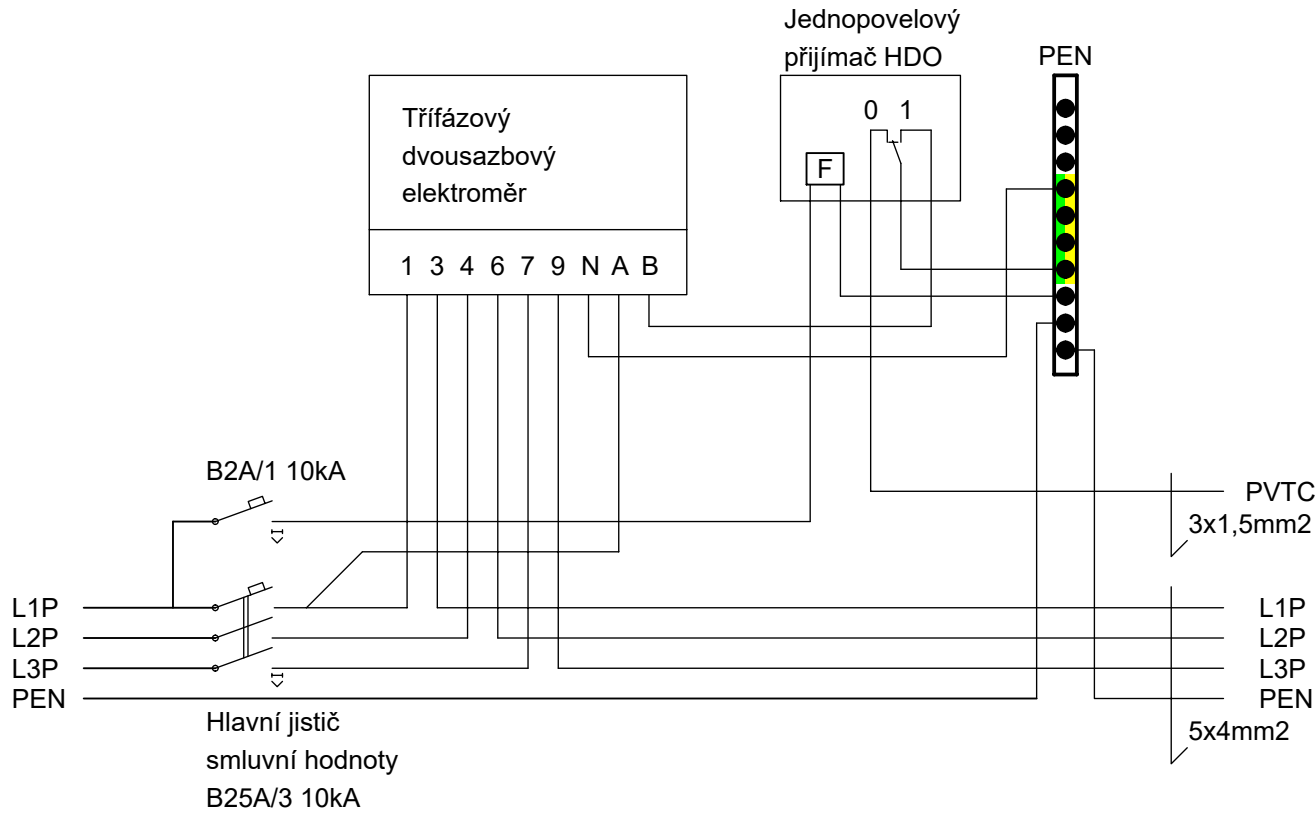 Jednopovelový
přijímač HDO
PEN
0 1
F
Třífázový
dvousazbový
elektroměr
1 3 4 6 7 9 N A B
B2A/1 10kA
PVTC
3x1,5mm2
L1P
L2P
L3P
PEN
L1P
L2P
L3P
PEN
5x4mm2
Hlavní jistič
smluvní hodnoty
B25A/3 10kA